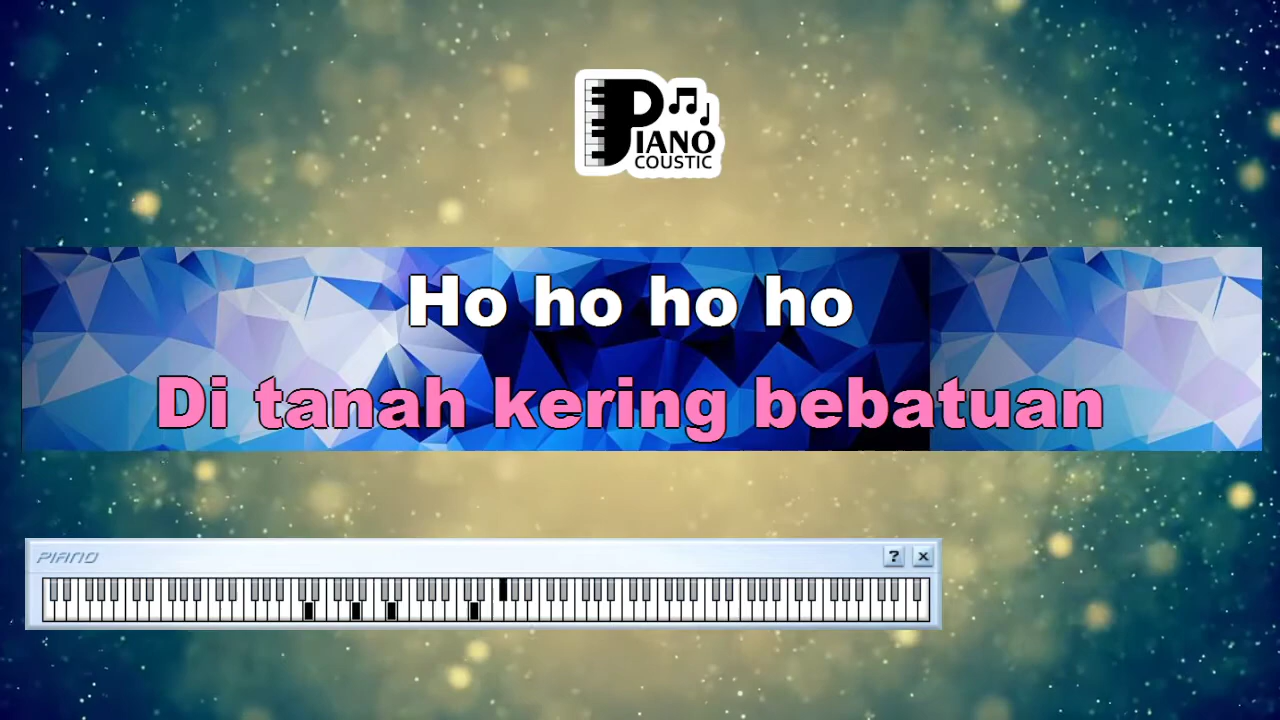 PIANO
COUSTIC
Ho ho ho ho
Di tanah kering bebatuan
PIANO
? ×